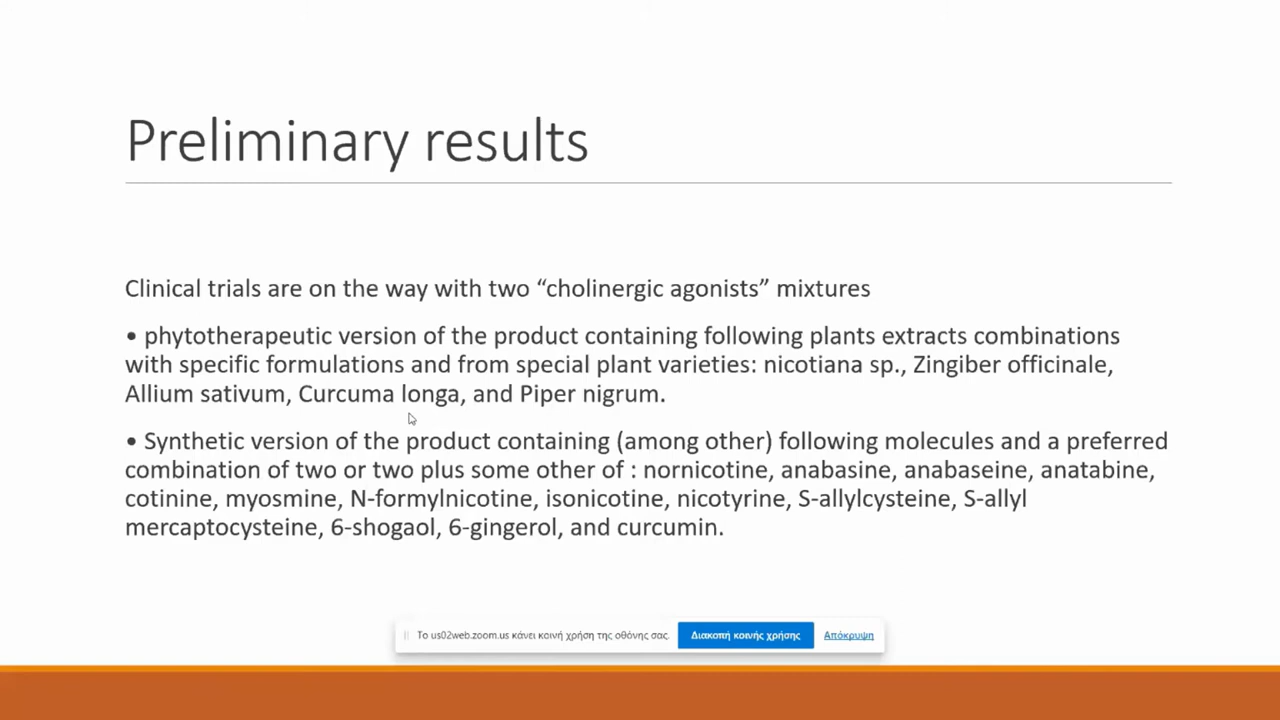 Preliminary results
Clinical trials are on the way with two “cholinergic agonists” mixtures
• phytotherapeutic version of the product containing following plants extracts combinations
with specific formulations and from special plant varieties: nicotiana sp., Zingiber officinale,
Allium sativum, Curcuma longa, and Piper nigrum.
• Synthetic version of the product containing (among other) following molecules and a preferred
combination of two or two plus some other of : nornicotine, anabasine, anabaseine, anatabine,
cotinine, myosmine, N-formylnicotine, isonicotine, nicotyrine, S-allylcysteine, S-allyl
mercaptocysteine, 6-shogaol, 6-gingerol, and curcumin.
Το us02web.zoom.us κάνει κοινή χρήση της οθόνης σας. Διακοπή κοινής χρήσης Απόκρυψη